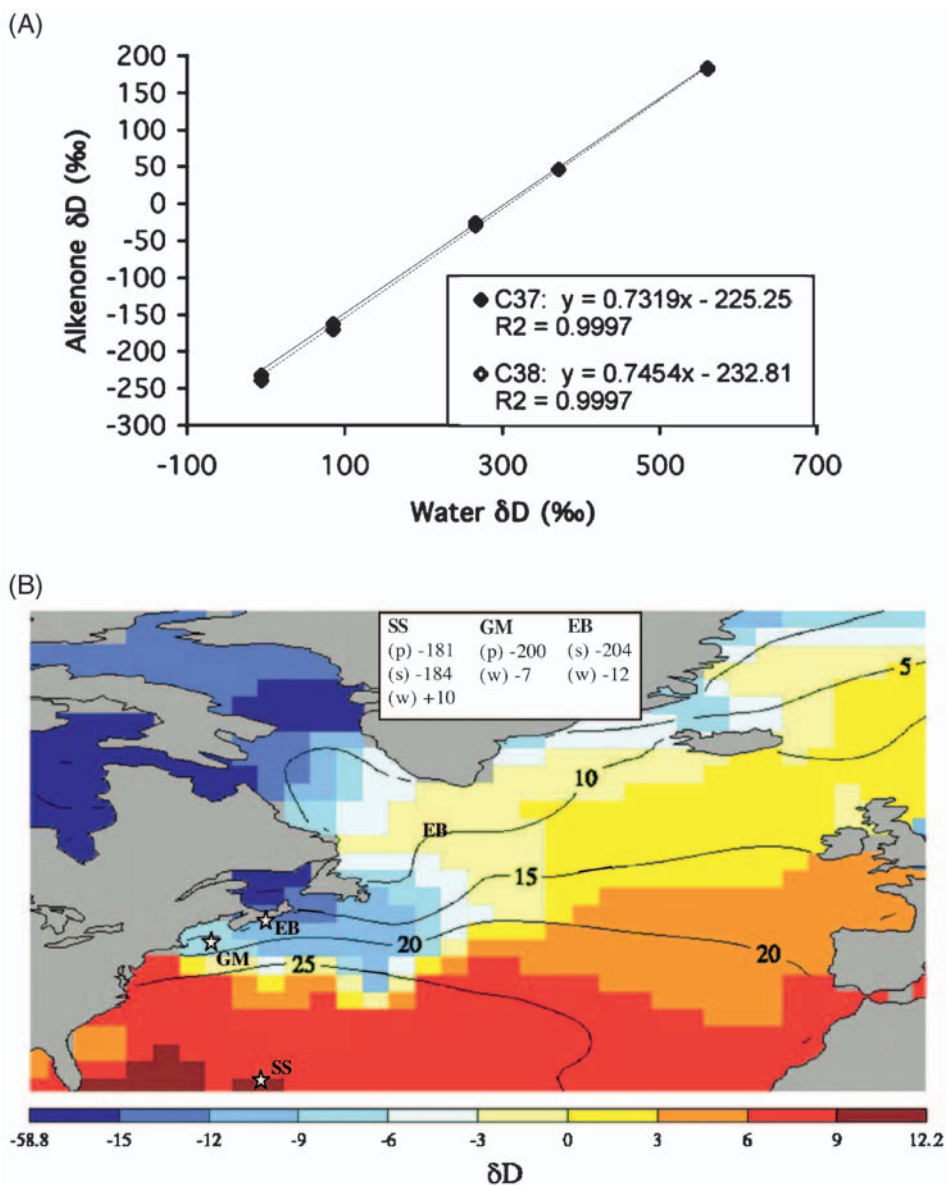 (A)
200
150
100
50
0
-50
-100
-150
-200
-250
-300
Alkenone δD (‰)
C37: y = 0.7319x - 225.25
R2 = 0.9997
C38: y = 0.7454x - 232.81
R2 = 0.9997
-100 100 300 500 700
Water δD (‰)
(B)
SS GM EB
(p) -181 (p) -200 (s) -204
(s) -184 (w) -7 (w) -12
(w) +10
5
10
EB
15
EB
20
GM
20
25
SS
-58.8 -15 -12 -9 -6 -3 0 3 6 9 12.2
δD